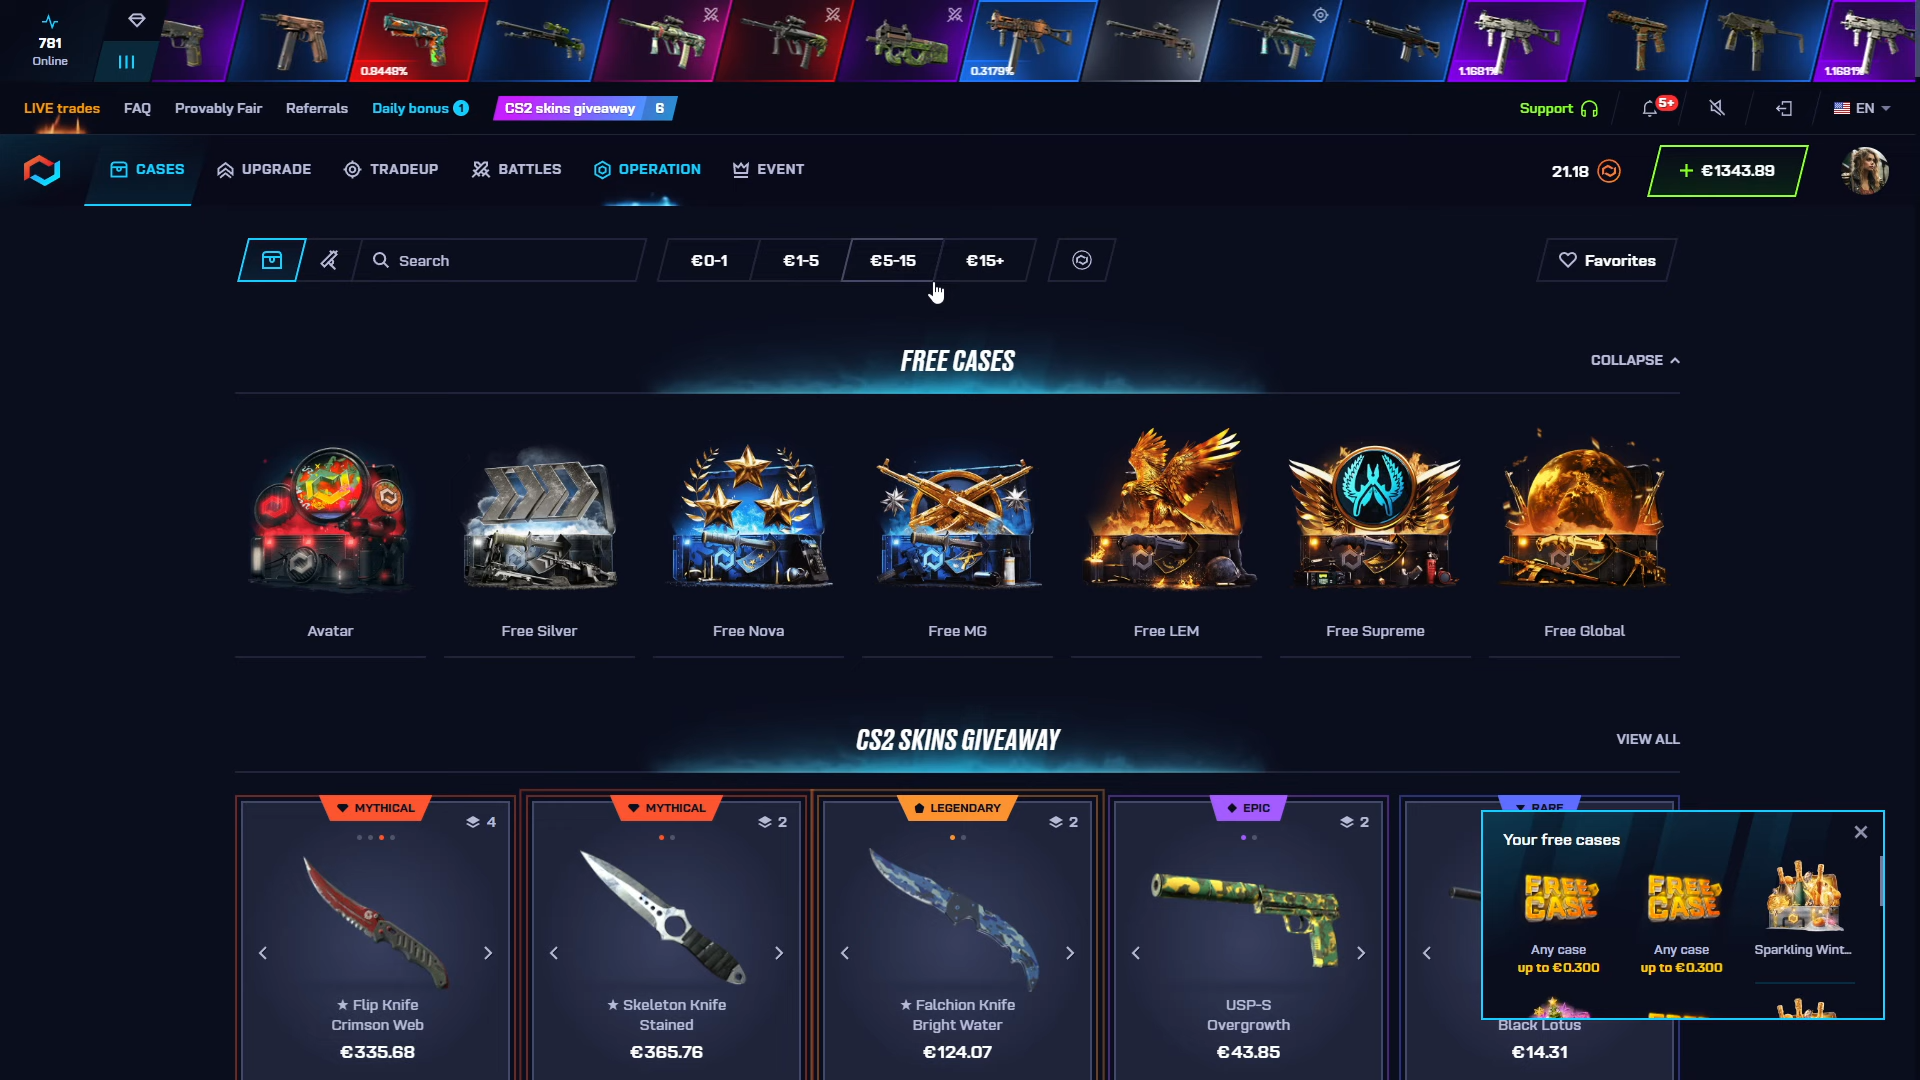 781
Online
0.8448%
0.3179%
1.1681%
1.1681%
LIVE trades
FAQ
Provably Fair
Referrals
Daily bonus 1
CS2 skins giveaway 6
Support
5+
EN
CASES
UPGRADE
TRADEUP
BATTLES
OPERATION
EVENT
21.18
+ €1343.89
Search
€0-1
€1-5
€5-15
€15+
Favorites
FREE CASES
COLLAPSE
Avatar
Free Silver
Free Nova
Free MG
Free LEM
Free Supreme
Free Global
CS2 SKINS GIVEAWAY
VIEW ALL
MYTHICAL
4
★ Flip Knife
Crimson Web
€335.68
MYTHICAL
2
★ Skeleton Knife
Stained
€365.76
LEGENDARY
2
★ Falchion Knife
Bright Water
€124.07
EPIC
2
USP-S
Overgrowth
€43.85
RARE
Black Lotus
€14.31
Your free cases
FREE
CASE
Any case
up to €0.300
FREE
CASE
Any case
up to €0.300
Sparkling Wint...